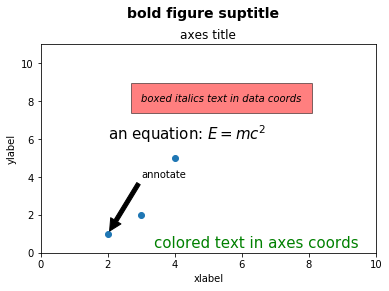 bold figure suptitle
axes title
10
boxed italics text in data coords
8
an equation: $E = mc^2$
6
ylabel
annotate
4
2
colored text in axes coords
0
0 2 4 6 8 10
xlabel